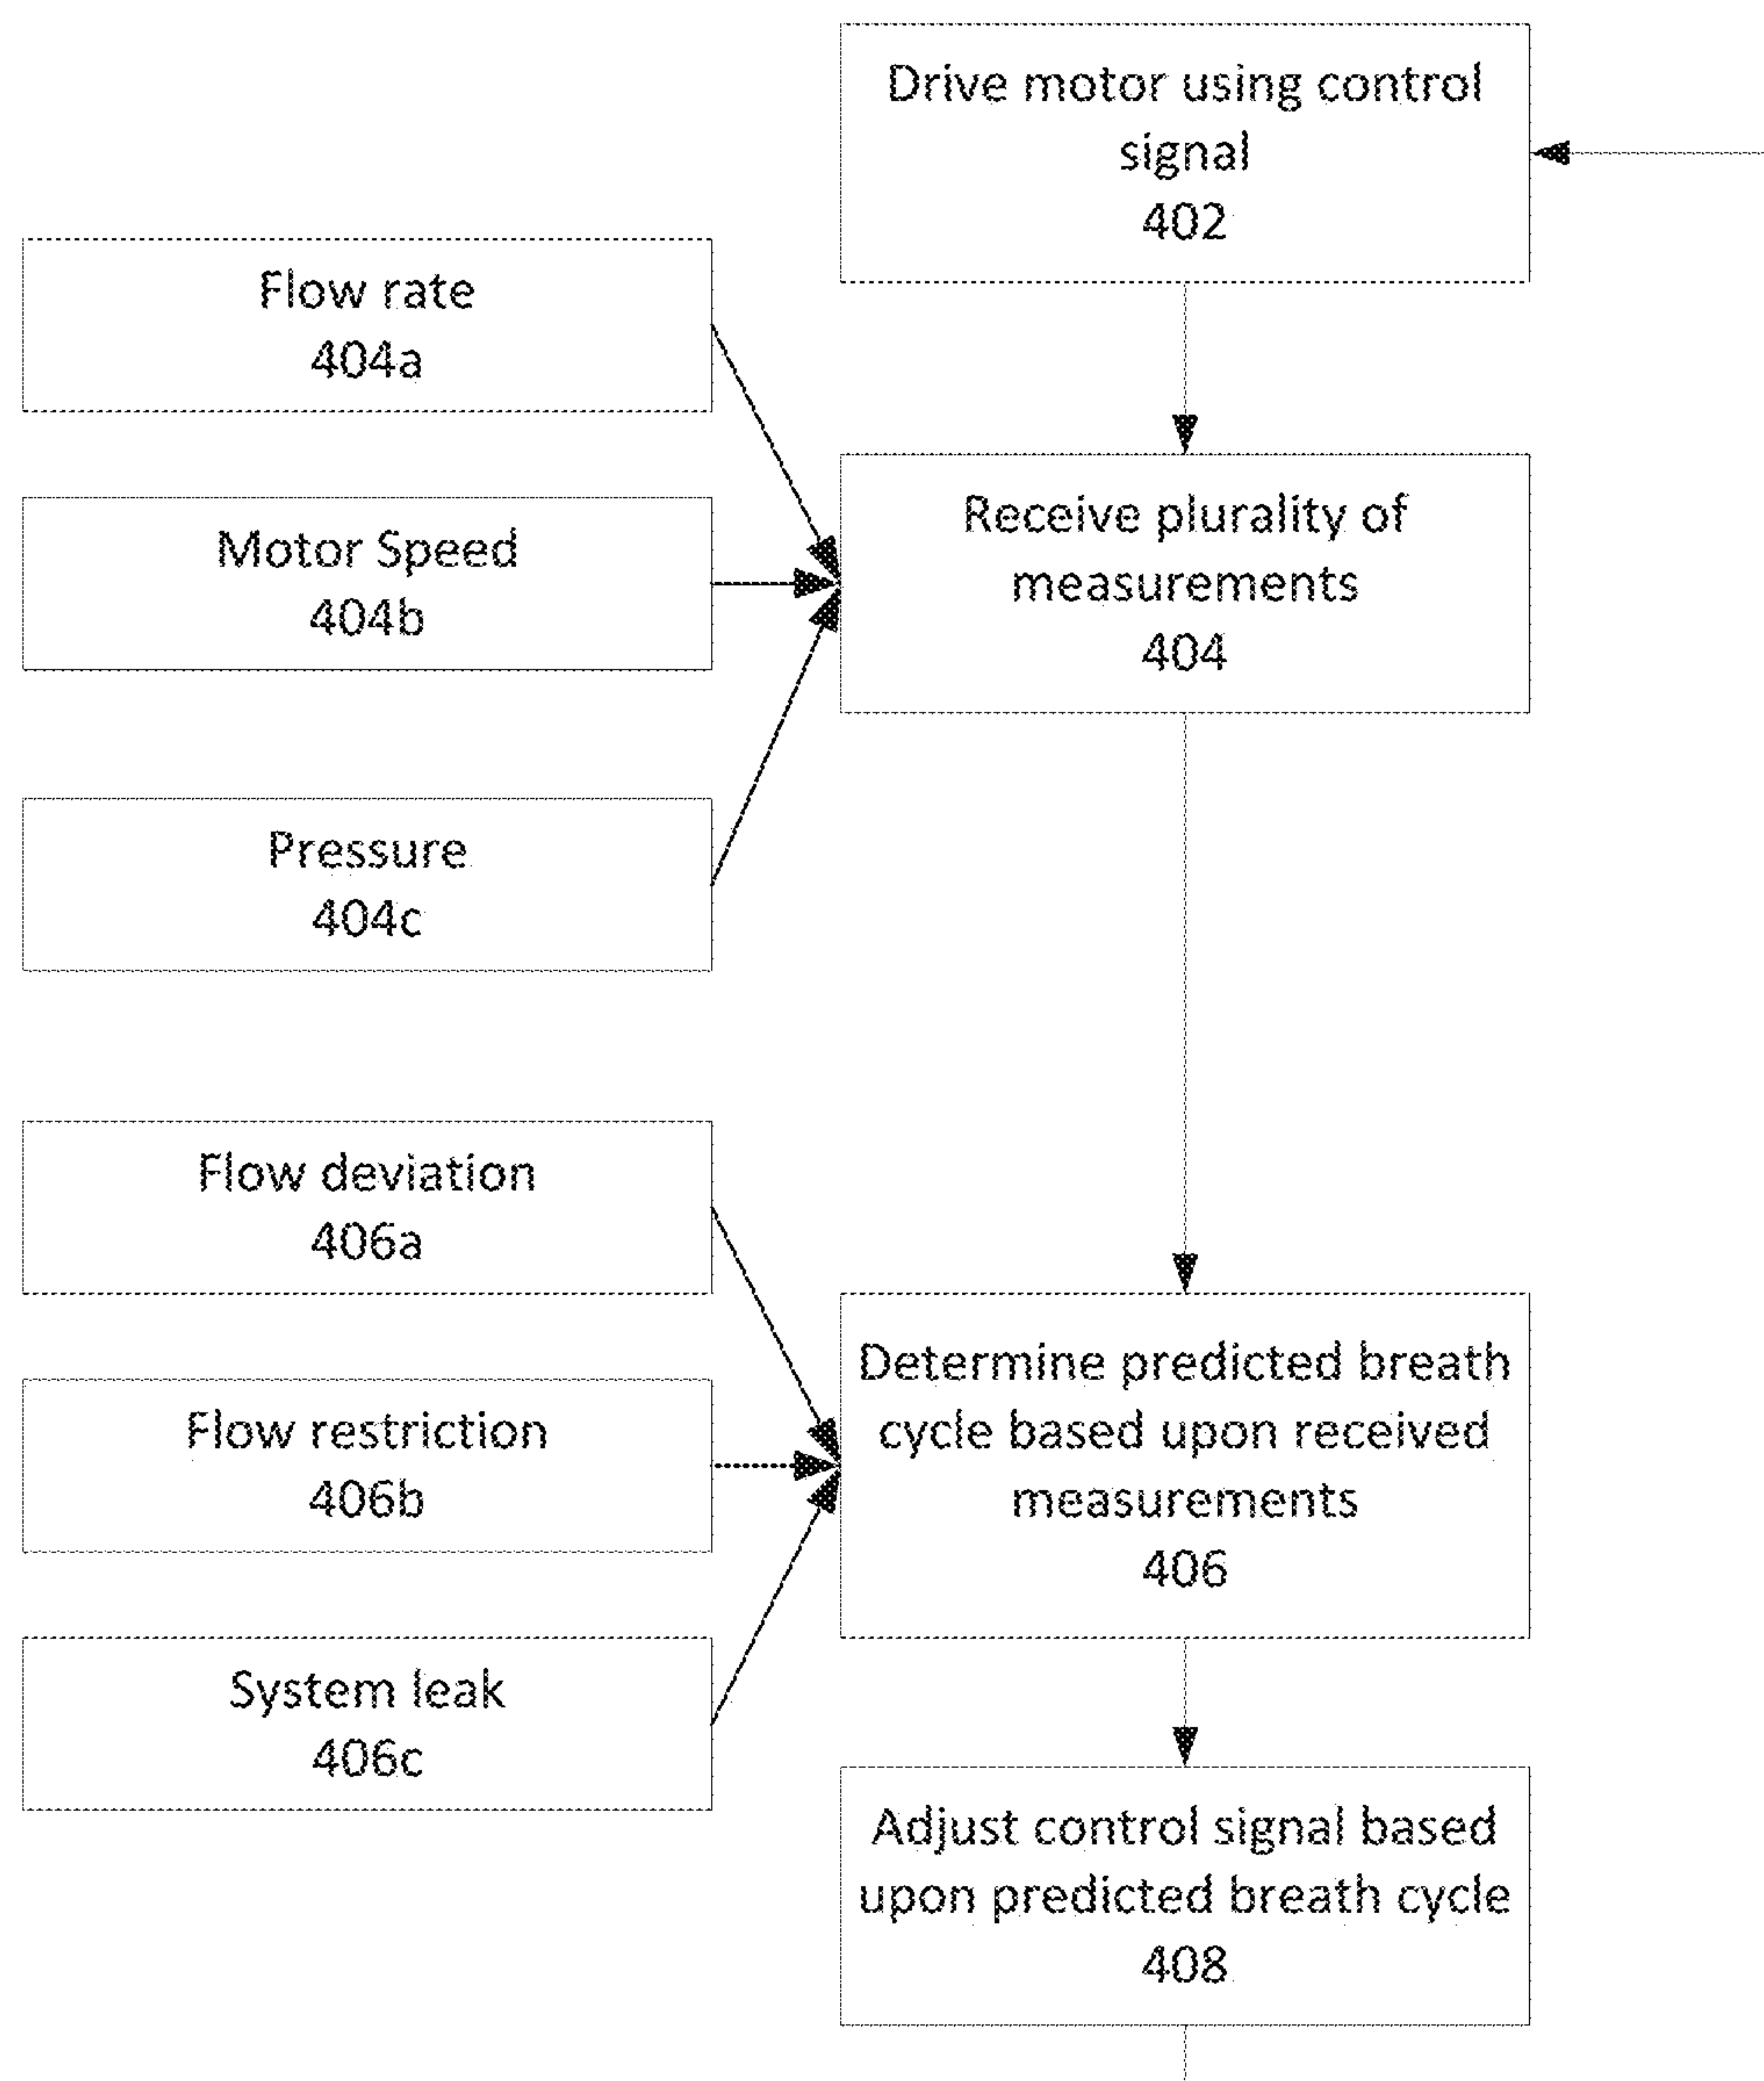 Drive motor using control
signal
402
Flow rate
404a
Motor Speed
404b
Receive plurality of
measurements
404
Pressure
404c
Flow deviation
406a
Flow restriction
406b
Determine predicted breath
cycle based upon received
measurements
406
System leak
406c
Adjust control signal based
upon predicted breath cycle
408